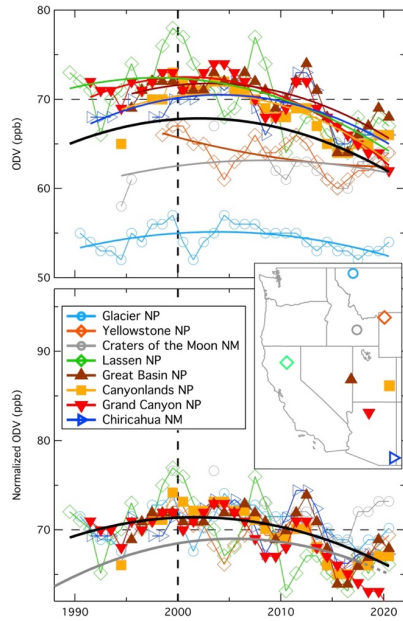 80
70
60
50
ODV (ppb)
90
80
70
Normalized ODV (ppb)
Glacier NP
Yellowstone NP
Craters of the Moon NM
Lassen NP
Great Basin NP
Canyonlands NP
Grand Canyon NP
Chiricahua NM
1990
2000
2010
2020